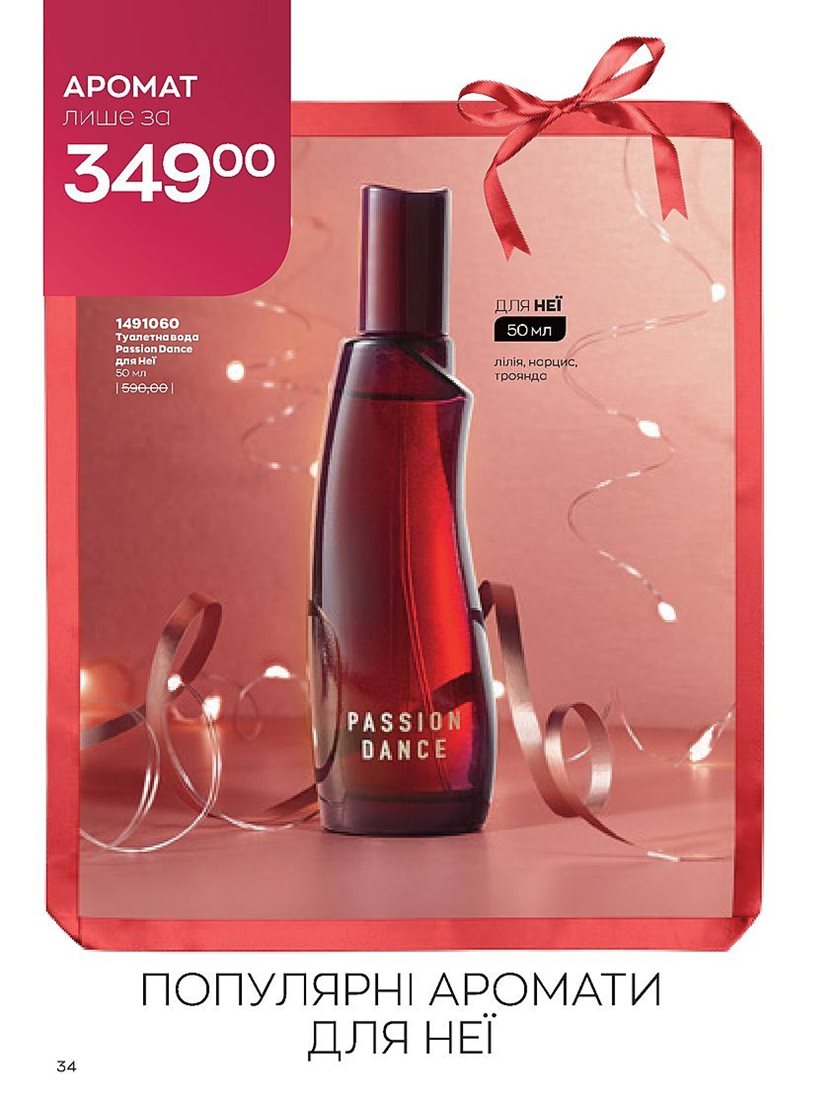 АРОМАТ
лише за
349⁰⁰
1491060
Туалетна вода
Passion Dance
для Неї
50 мл
| 590,00 |
ДЛЯ НЕЇ
50 МЛ
лілія, нарцис,
троянда
PASSION
DANCE
ПОПУЛЯРНІ АРОМАТИ
ДЛЯ НЕЇ
34